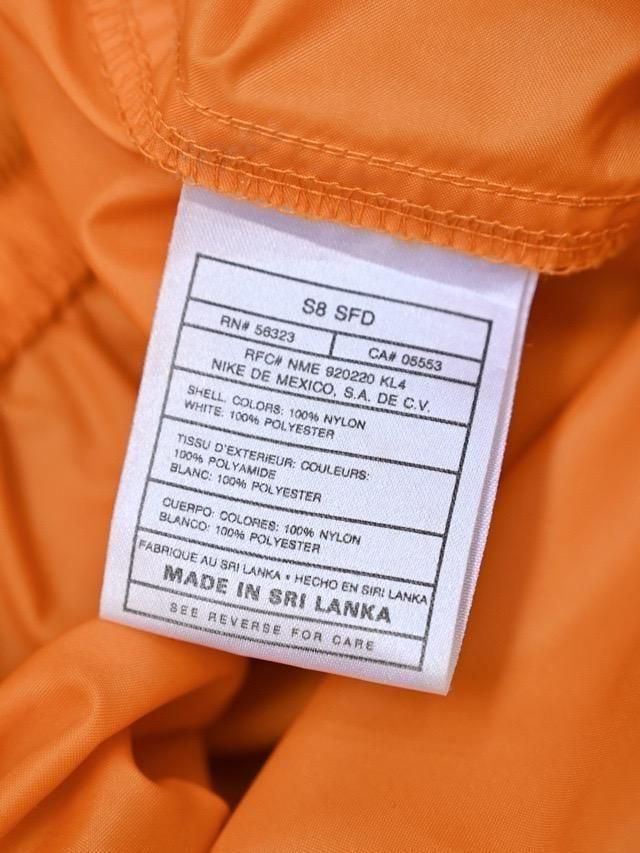 S8 SFD
RN# 56323
CA# 05553
RFC# NME 920220 KL4
NIKE DE MEXICO, S.A. DE C.V.
SHELL. COLORS: 100% NYLON
WHITE: 100% POLYESTER
TISSU D'EXTERIEUR: COULEURS:
100% POLYAMIDE
BLANC: 100% POLYESTER
CUERPO: COLORES: 100% NYLON
BLANCO: 100% POLYESTER
FABRIQUE AU SRI LANKA • HECHO EN SIRI LANKA
MADE IN SRI LANKA
SEE REVERSE FOR CARE